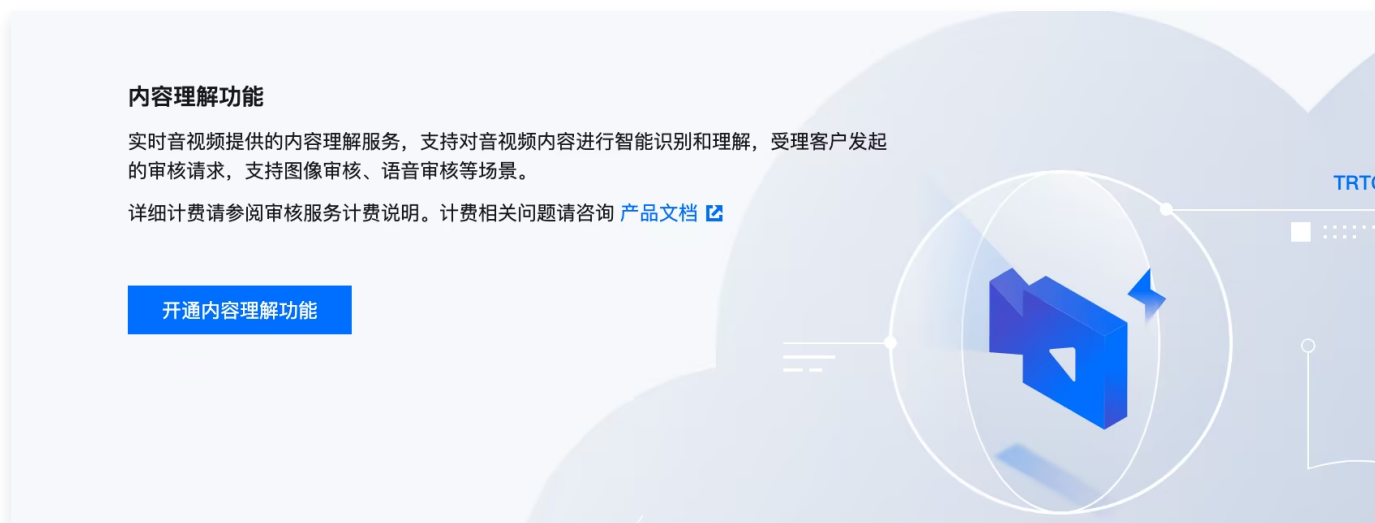 内容理解功能
实时音视频提供的内容理解服务，支持对音视频内容进行智能识别和理解，受理客户发起
的审核请求，支持图像审核、语音审核等场景。
详细计费请参阅审核服务计费说明。计费相关问题请咨询 产品文档
TRTC
开通内容理解功能